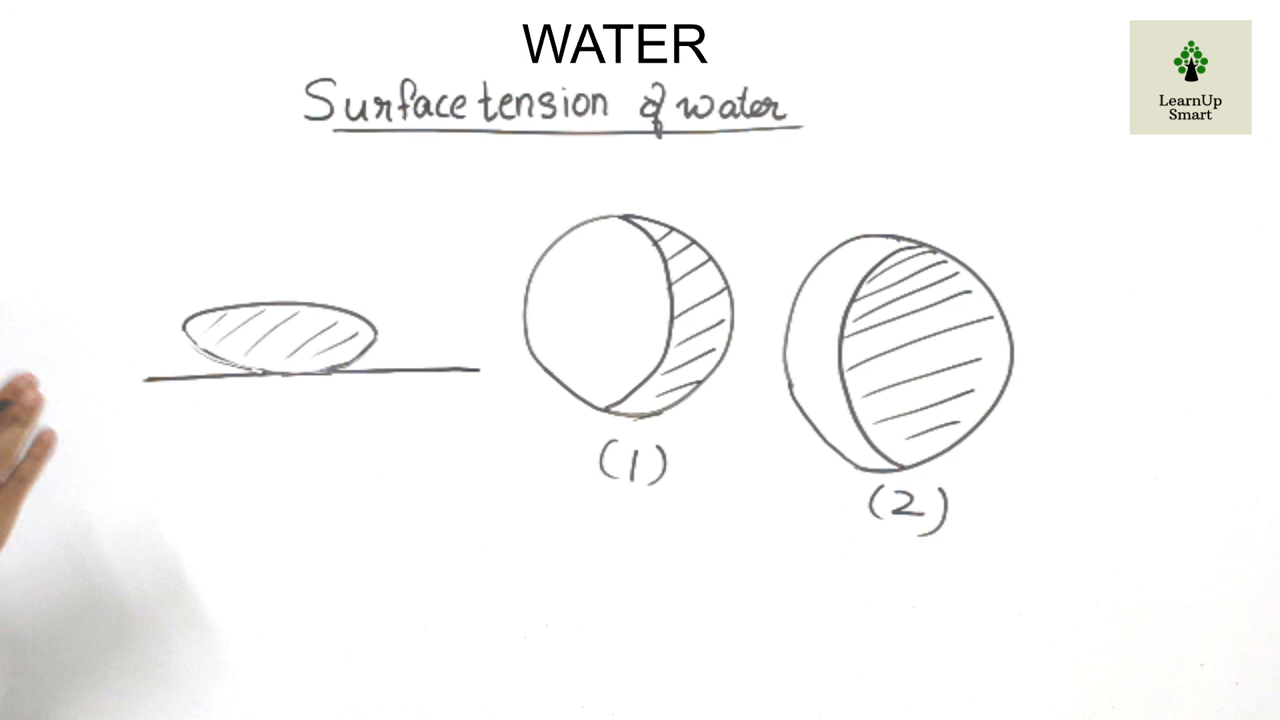 WATER
Surface tension of water
LearnUp
Smart
(1)
(2)